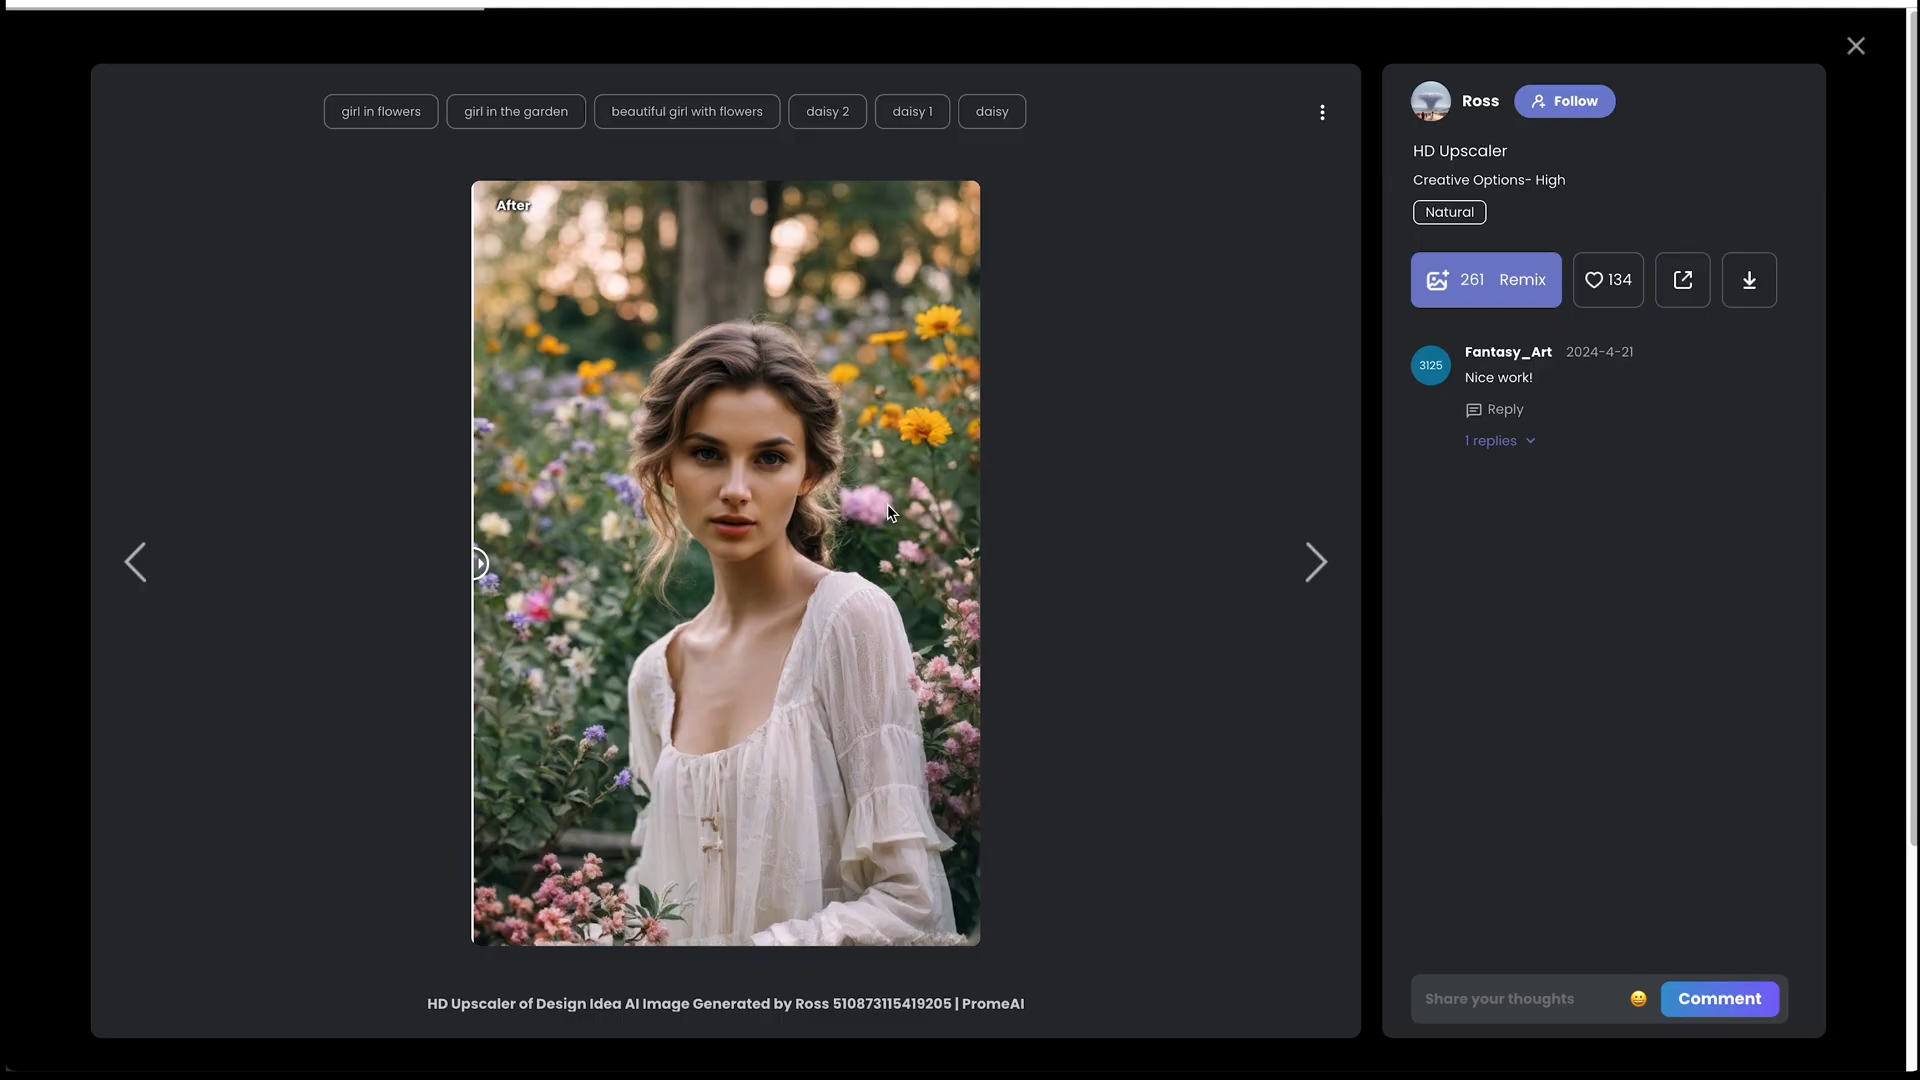 girl in flowers
girl in the garden
beautiful girl with flowers
daisy 2
daisy 1
daisy
After
HD Upscaler of Design Idea AI Image Generated by Ross 510873115419205 | PromeAI
Ross
Follow
HD Upscaler
Creative Options- High
Natural
261 Remix
134
3125
Fantasy_Art 2024-4-21
Nice work!
Reply
1 replies
Share your thoughts
Comment